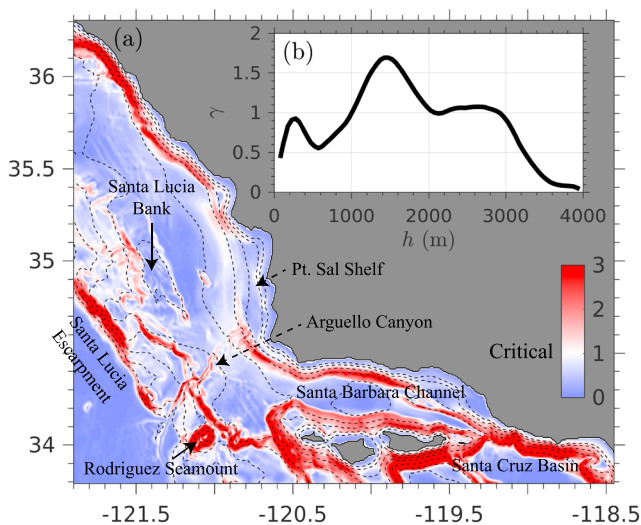 (a)
(b)
2
1.5
1
0.5
0
γ
0 1000 2000 3000 4000
h (m)
36
35.5
35
34.5
34
Santa Lucia
Bank
Pt. Sal Shelf
Arguello Canyon
Santa Lucia
Escarpment
Critical
3
2
1
0
Santa Barbara Channel
Rodriguez Seamount
Santa Cruz Basin
-121.5 -120.5 -119.5 -118.5